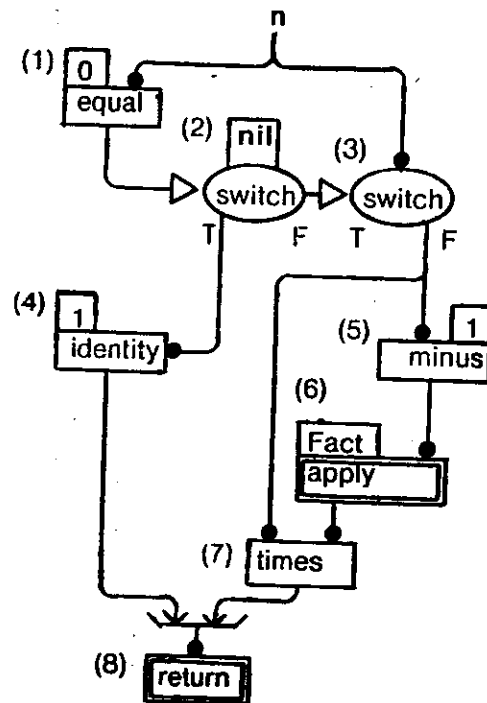 n
(1) 0
equal
(2) nil (3)
switch switch
T F T F
(4) 1
identity
(5) 1
minus
(6)
Fact
apply
(7) times
(8) return